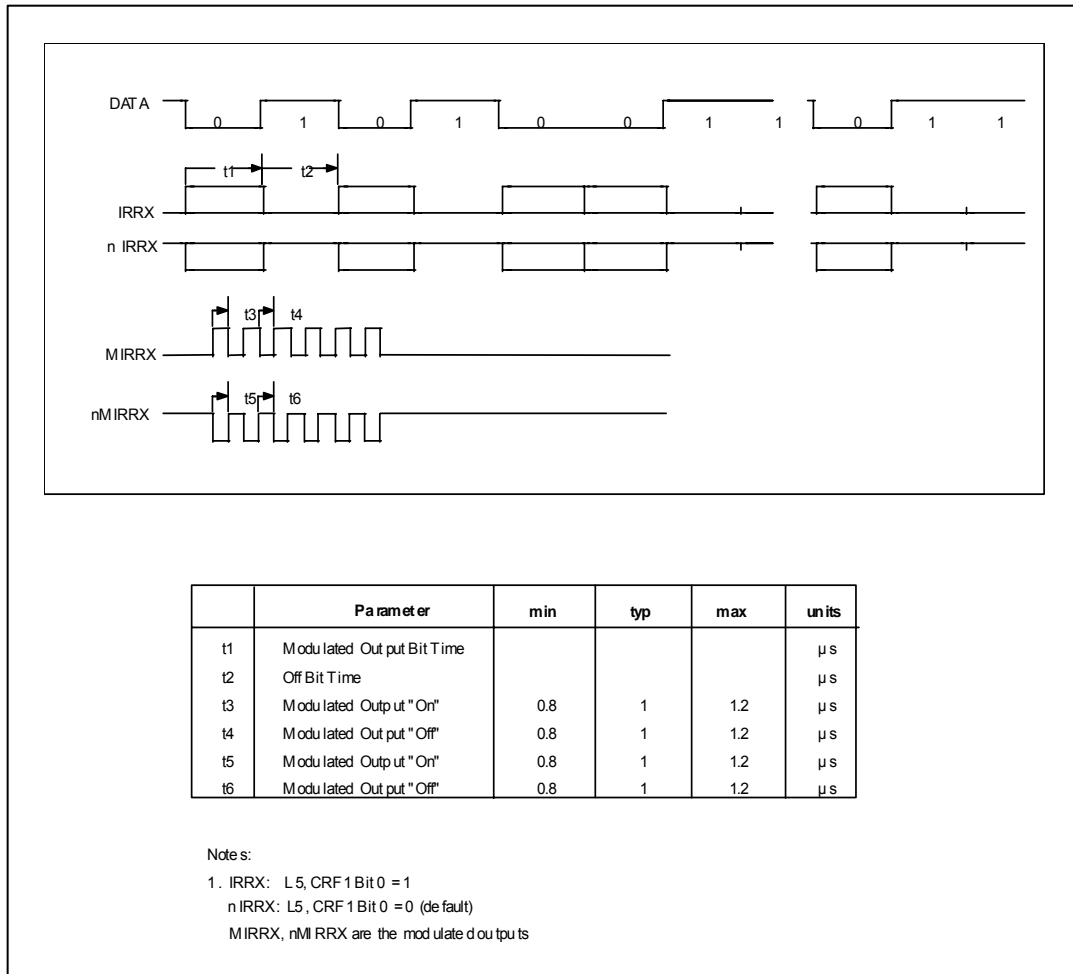 DATA 0 1 0 1 0 0 1 1 0 1 1
t1 t2
IRRX
n IRRX
t3 t4
MIRRX
t5 t6
nMIRRX
Parameter min typ max units
t1 Modulated Output Bit Time µs
t2 Off Bit Time µs
t3 Modulated Output "On" 0.8 1 1.2 µs
t4 Modulated Output "Off" 0.8 1 1.2 µs
t5 Modulated Output "On" 0.8 1 1.2 µs
t6 Modulated Output "Off" 0.8 1 1.2 µs
Notes:
1. IRRX: L5, CRF1 Bit 0 = 1
nIRRX: L5, CRF1 Bit 0 = 0 (default)
MIRRX, nMIRRX are the modulated outputs